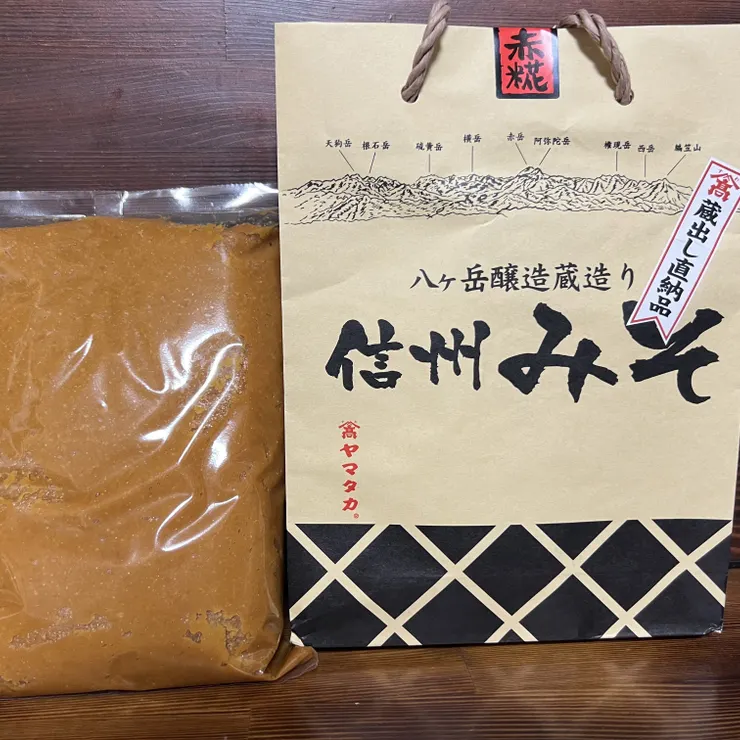 赤糀
天狗岳
根石岳
硫黄岳
横岳
赤岳
阿弥陀岳
権現岳
西岳
編笠山
髙 蔵出し直納品
八ヶ岳醸造蔵造り
信州みそ
髙 ヤマタカ。